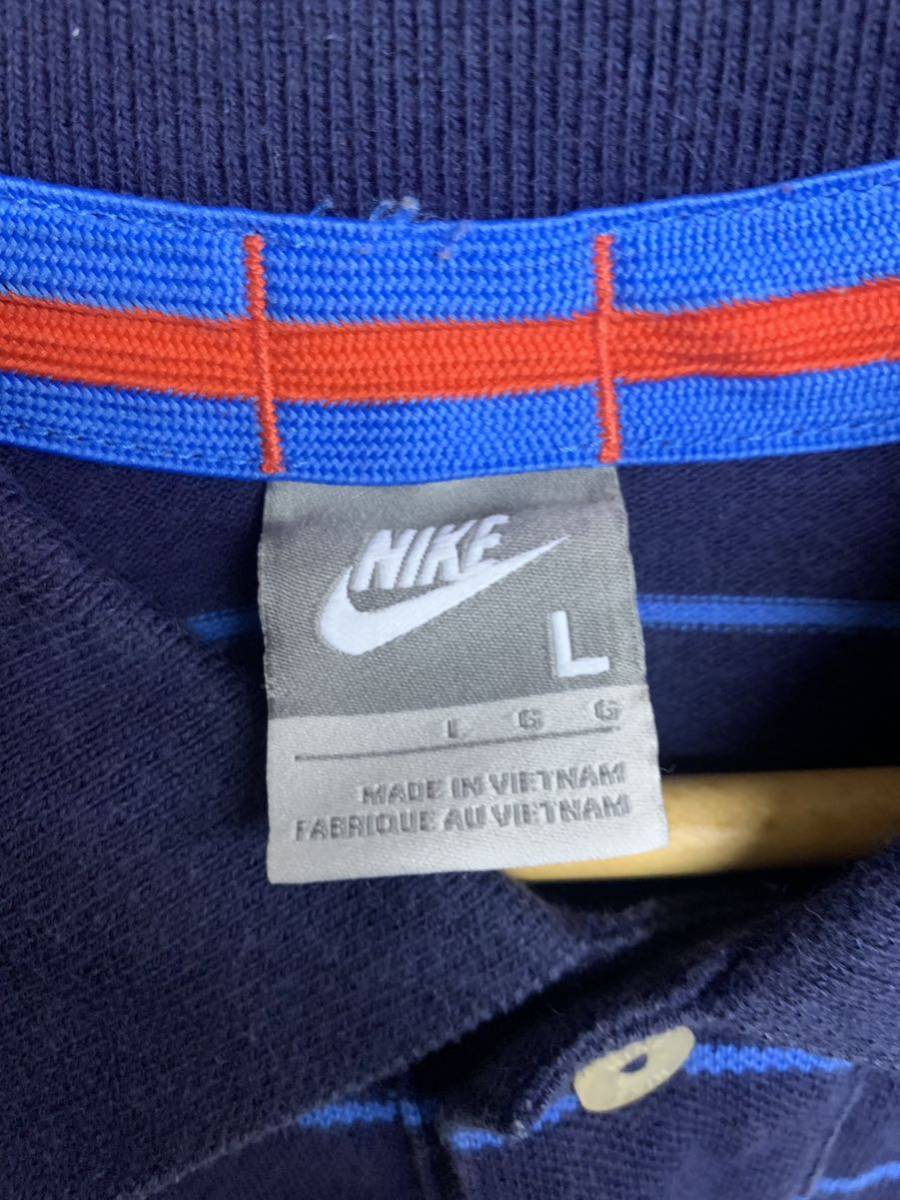 NIKE
L
L G G
MADE IN VIETNAM
FABRIQUE AU VIETNAM